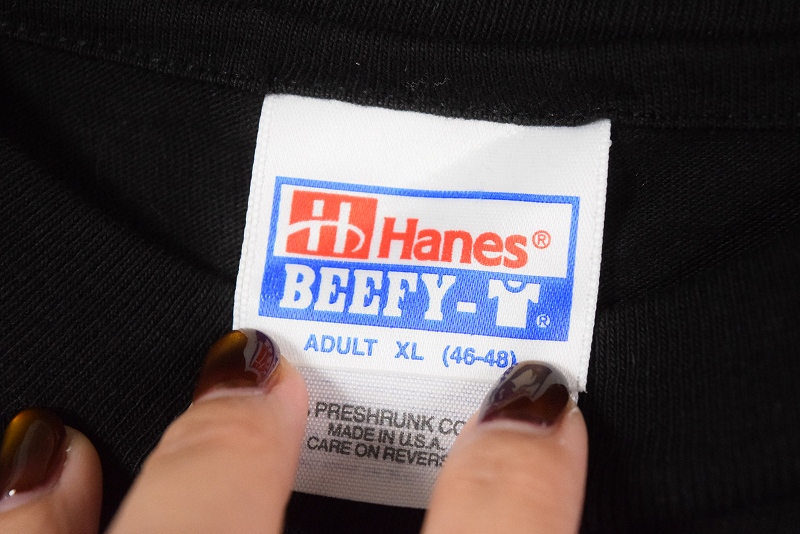 Hanes®
BEEFY-
®
ADULT XL (46-48)
PRESHRUNK
MADE IN U.S.A.
CARE ON